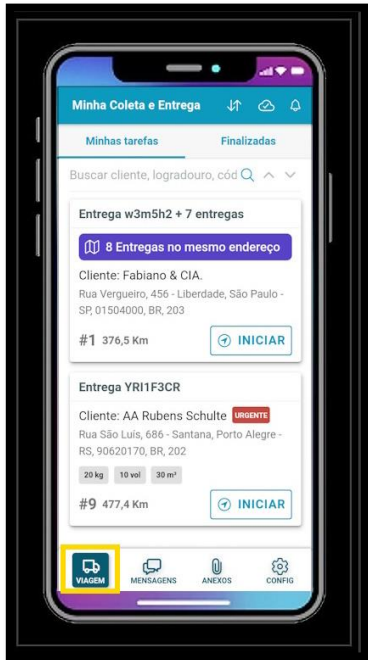 Minha Coleta e Entrega
Minhas tarefas
Finalizadas
Buscar cliente, logradouro, cód
Entrega w3m5h2 + 7 entregas
8 Entregas no mesmo endereço
Cliente: Fabiano & CIA.
Rua Vergueiro, 456 - Liberdade, São Paulo -
SP, 01504000, BR, 203
#1 376,5 Km
INICIAR
Entrega YRI1F3CR
Cliente: AA Rubens Schulte URGENTE
Rua São Luis, 686 - Santana, Porto Alegre -
RS, 90620170, BR, 202
20 kg 10 vol 30 m³
#9 477,4 Km
INICIAR
VIAGEM
MENSAGENS
ANEXOS
CONFIG